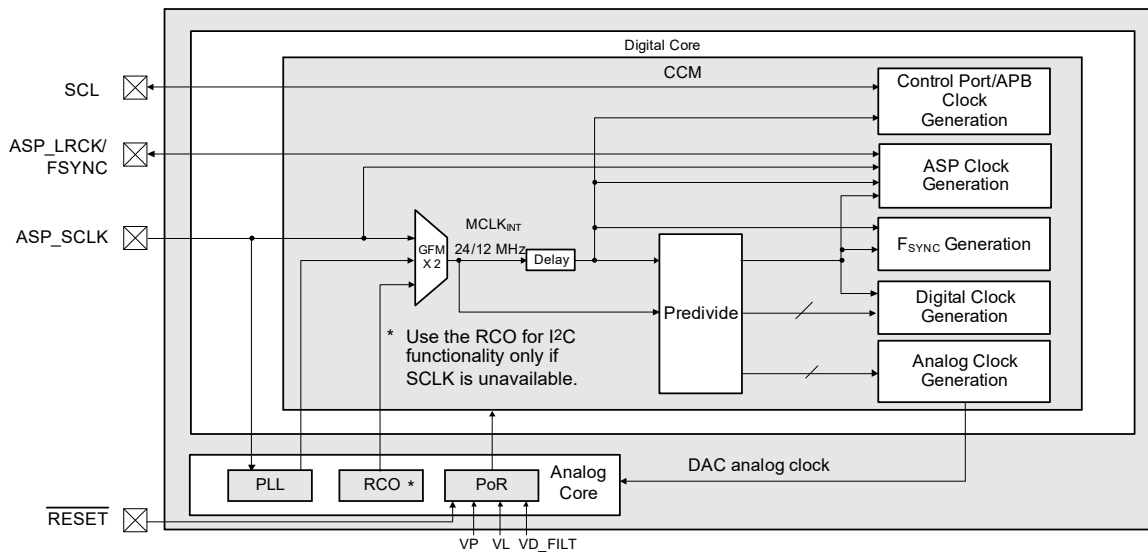 Digital Core
CCM
SCL
Control Port/APB
Clock
Generation
ASP_LRCK/
FSYNC
ASP Clock
Generation
ASP_SCLK
GFM
X 2
MCLKINT
24/12 MHz
Delay
FSYNC Generation
Predivide
Digital Clock
Generation
* Use the RCO for I2C
functionality only if
SCLK is unavailable.
Analog Clock
Generation
DAC analog clock
PLL
RCO *
PoR
Analog
Core
RESET
VP
VL
VD_FILT